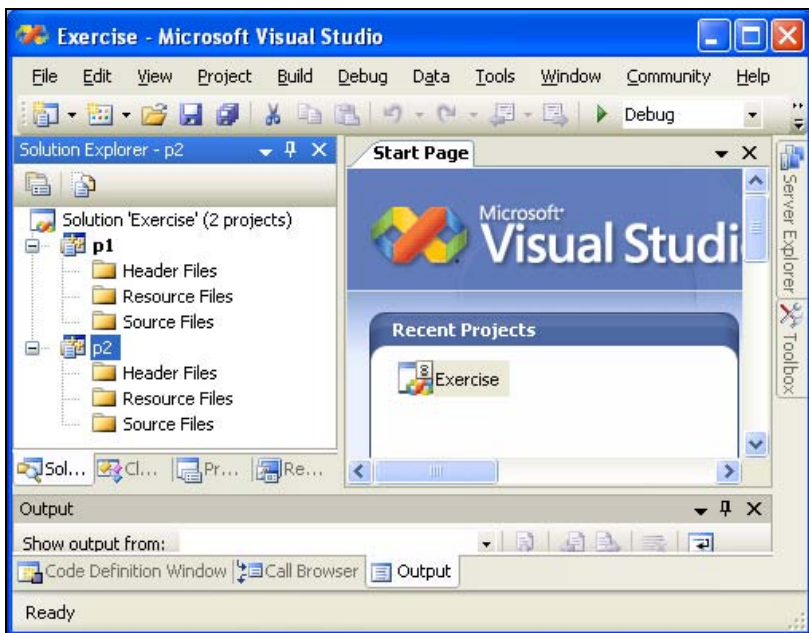 Exercise - Microsoft Visual Studio
File Edit View Project Build Debug Data Tools Window Community Help
Debug
Solution Explorer - p2
Solution 'Exercise' (2 projects)
p1
Header Files
Resource Files
Source Files
p2
Header Files
Resource Files
Source Files
Sol... Cl... Pr... Re...
Start Page
Microsoft
Visual Studi
Recent Projects
Exercise
Server Explorer
Toolbox
Output
Show output from:
Code Definition Window Call Browser Output
Ready